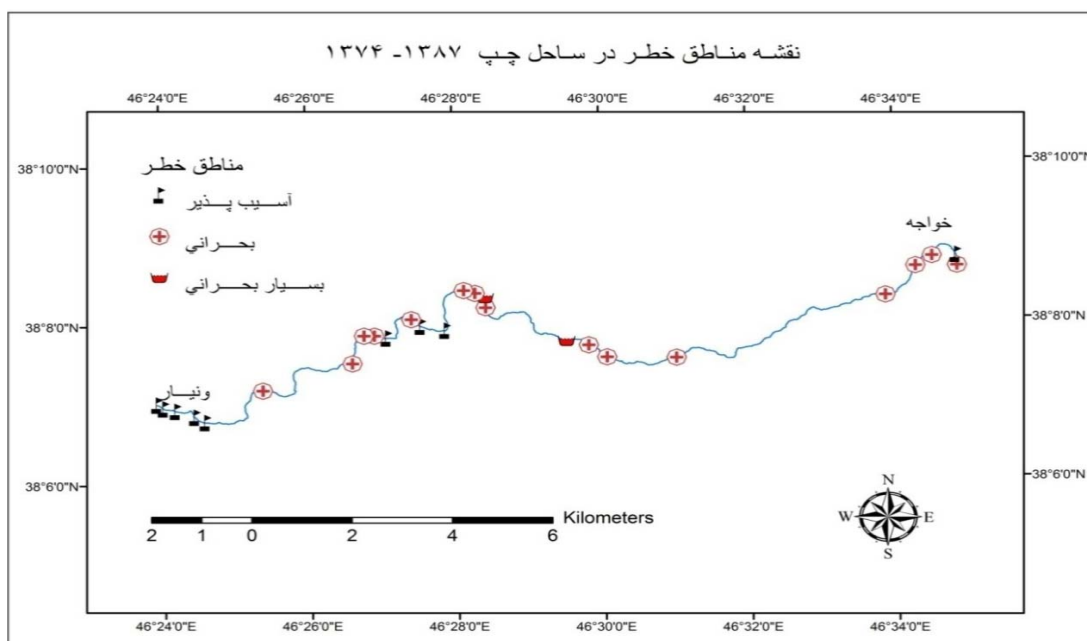 نقشه مناطق خطر در ساحل چپ ۱۳۸۷- ۱۳۷۴
46°24'0"E 46°26'0"E 46°28'0"E 46°30'0"E 46°32'0"E 46°34'0"E
38°10'0"N 38°10'0"N
مناطق خطر
آسیب پذیر
بحراني
بسیار بحراني
خواجه
38°8'0"N 38°8'0"N
ونیار
38°6'0"N 38°6'0"N
Kilometers
2 1 0 2 4 6
N
W E
S
46°24'0"E 46°26'0"E 46°28'0"E 46°30'0"E 46°32'0"E 46°34'0"E